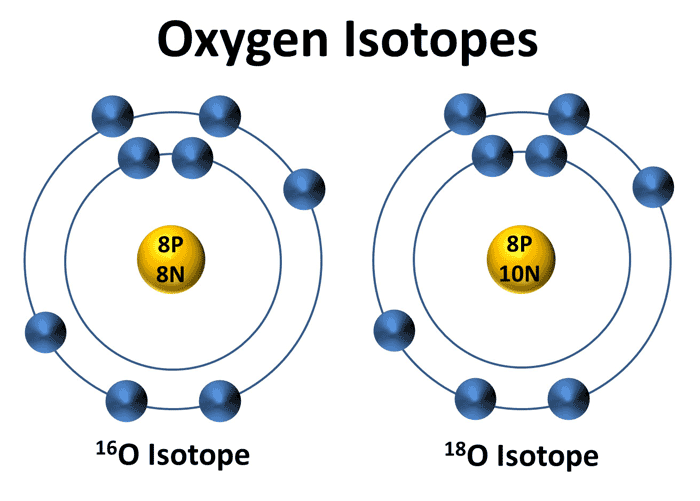 Oxygen Isotopes
8P
8N
8P
10N
¹⁶O Isotope
¹⁸O Isotope